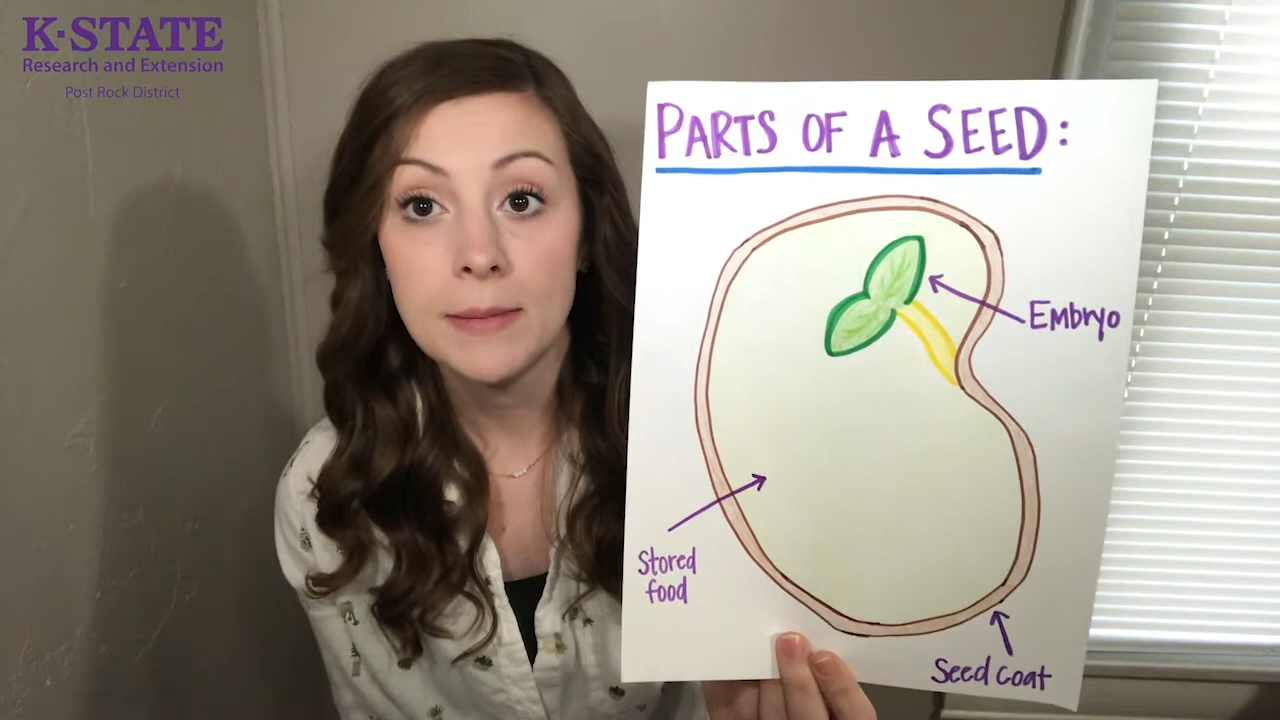 K·STATE
Research and Extension
Post Rock District
PARTS OF A SEED:
Embryo
Stored
food
Seed Coat